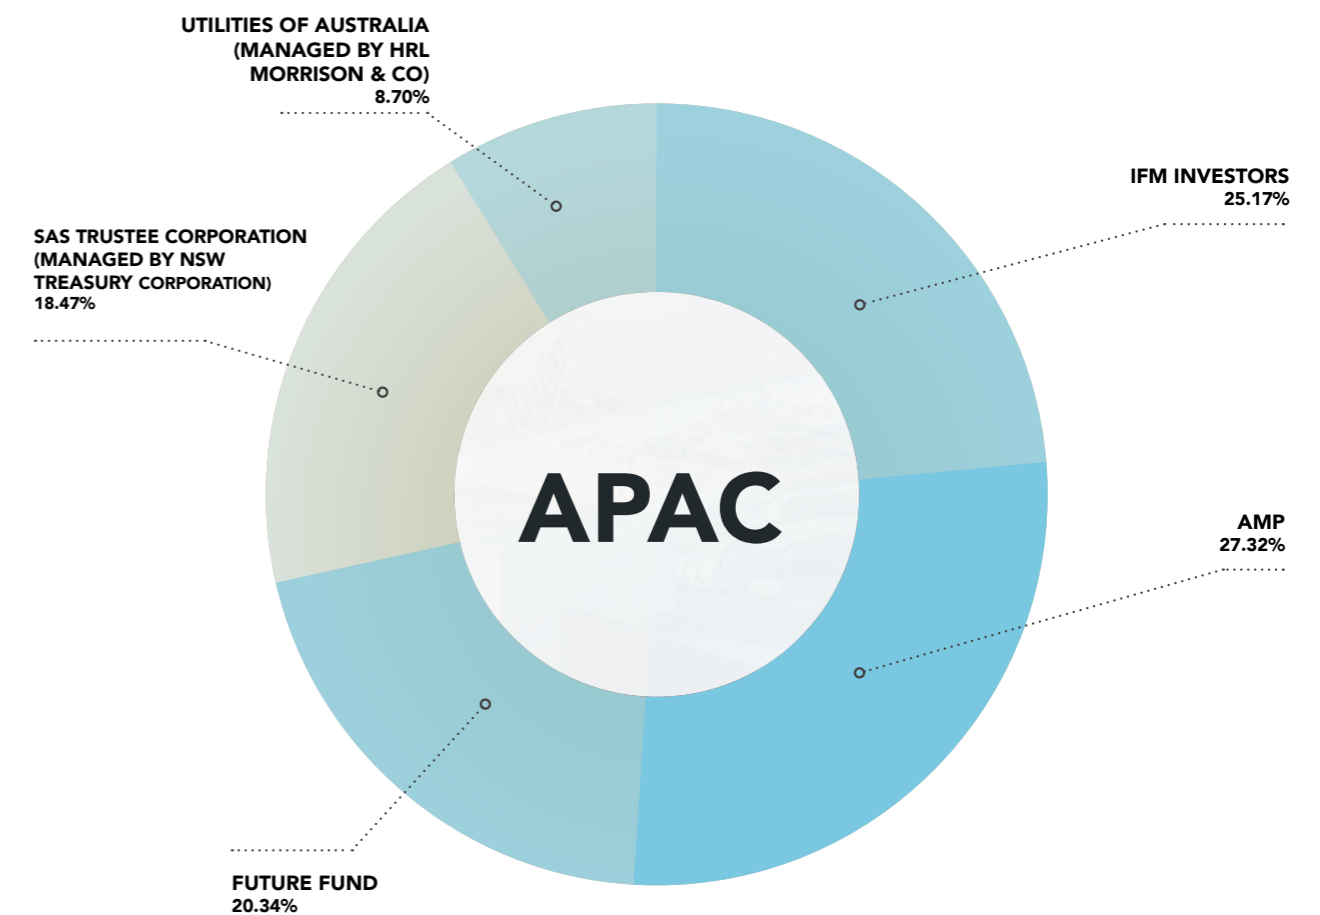 UTILITIES OF AUSTRALIA
(MANAGED BY HRL
MORRISON & CO)
8.70%
IFM INVESTORS
25.17%
SAS TRUSTEE CORPORATION
(MANAGED BY NSW
TREASURY CORPORATION)
18.47%
APAC
AMP
27.32%
FUTURE FUND
20.34%